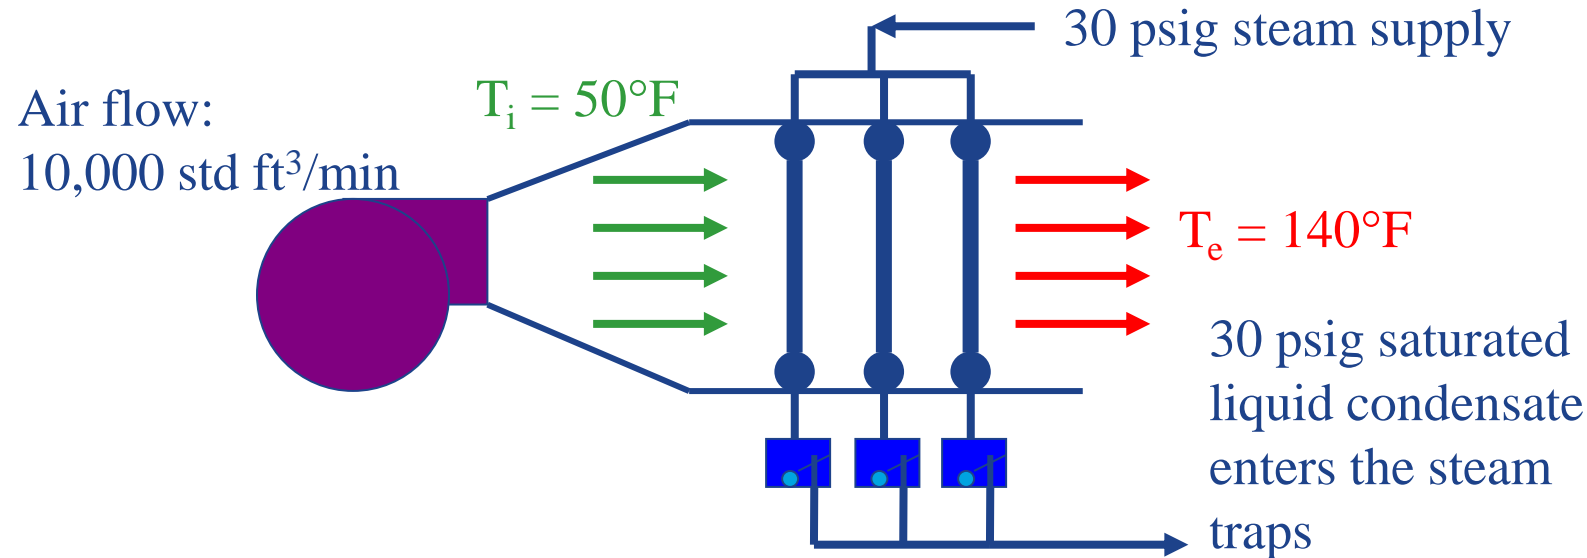 30 psig steam supply
Air flow:
10,000 std ft³/min
Tᵢ = 50°F
Tₑ = 140°F
30 psig saturated
liquid condensate
enters the steam
traps